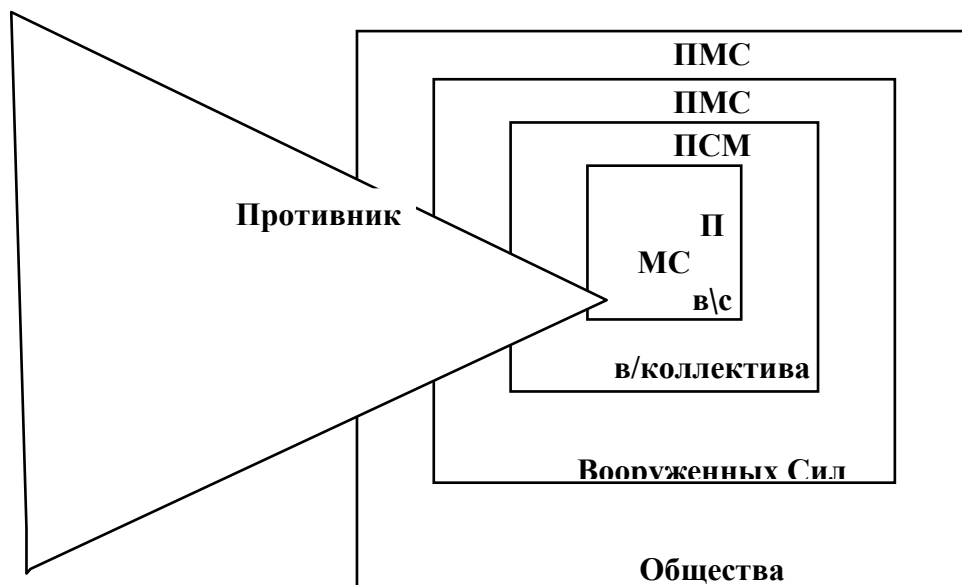 ПМС
ПМС
ПСМ
Противник
П
МС
в\с
в/коллектива
Вооруженных Сил
Общества